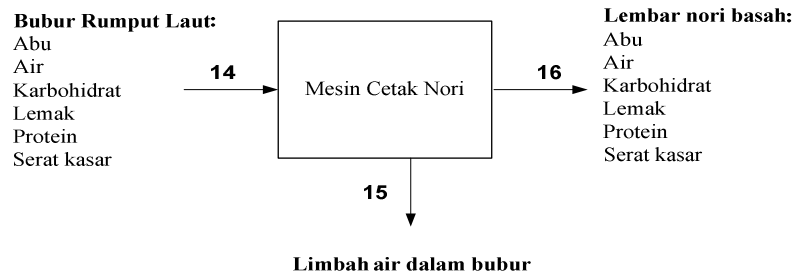 Bubur Rumput Laut:
Abu
Air
Karbohidrat
Lemak
Protein
Serat kasar
14
Mesin Cetak Nori
16
Lembar nori basah:
Abu
Air
Karbohidrat
Lemak
Protein
Serat kasar
15
Limbah air dalam bubur